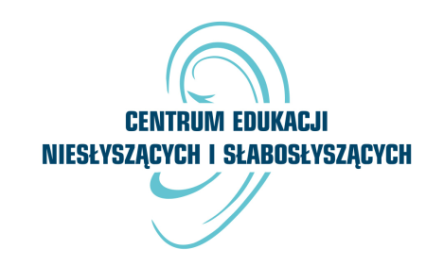 CENTRUM EDUKACJI
NIESŁYSZĄCYCH I SŁABOSŁYSZĄCYCH